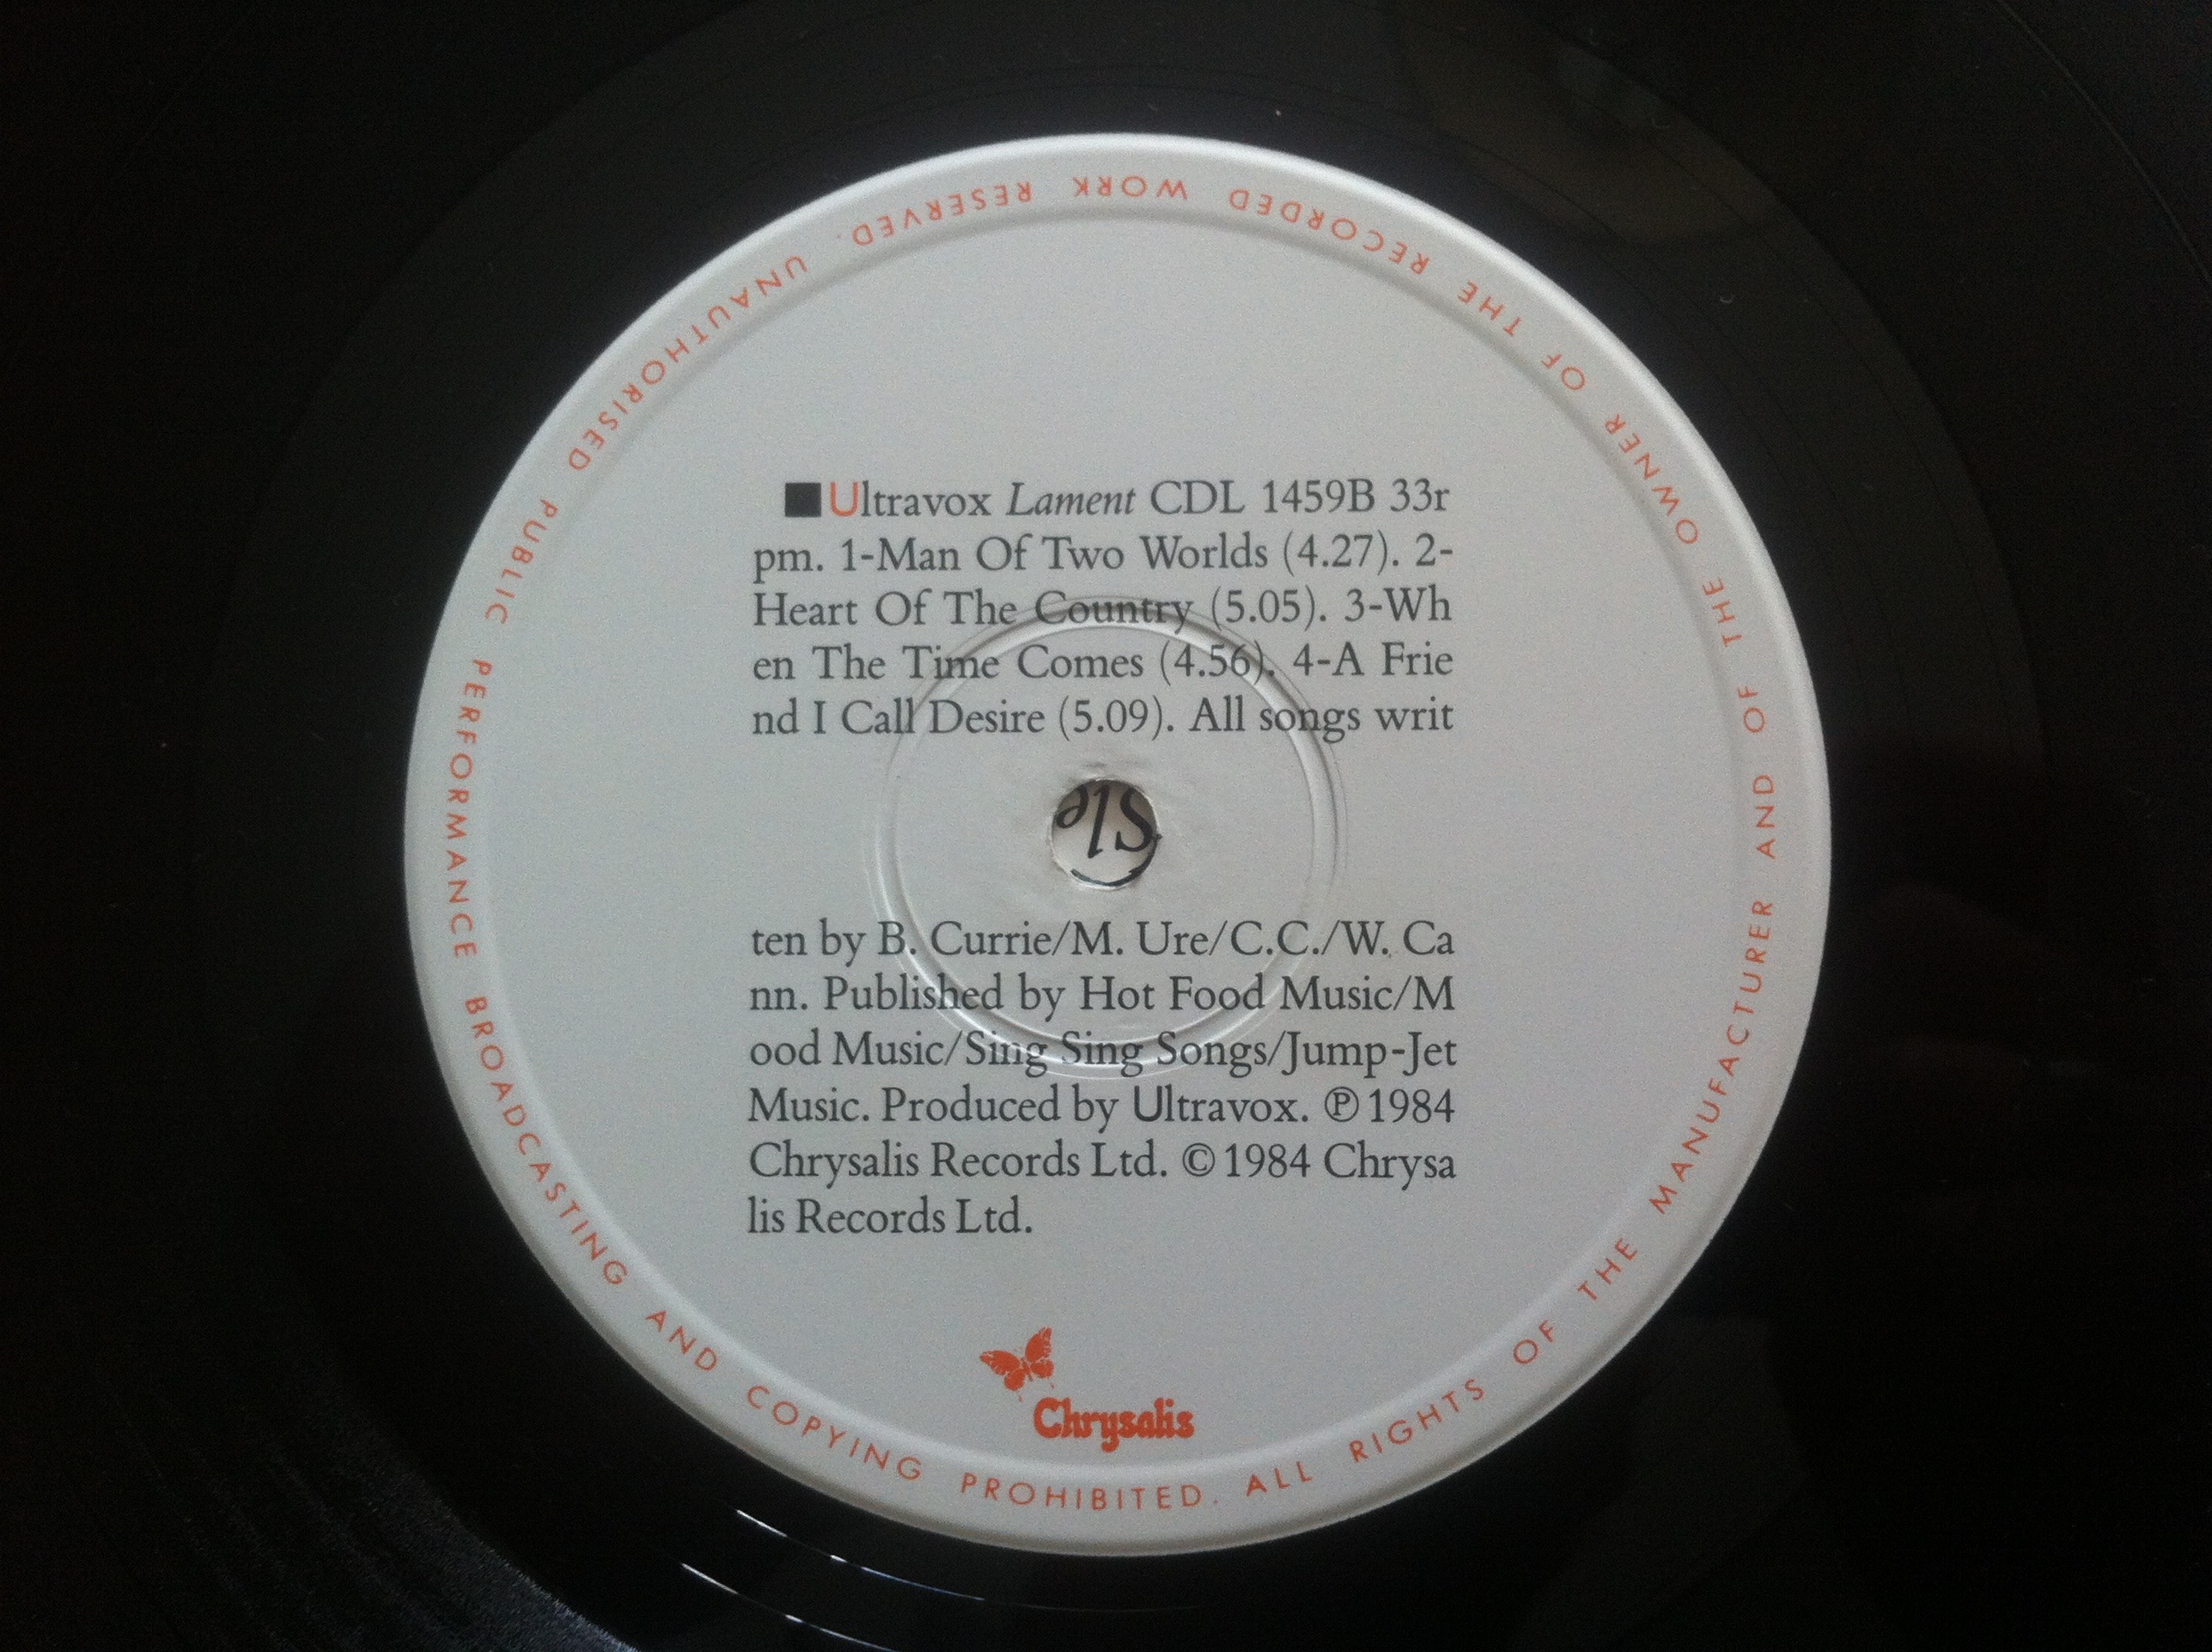 ■Ultravox Lament CDL 1459B 33r
pm. 1-Man Of Two Worlds (4.27). 2-
Heart Of The Country (5.05). 3-Wh
en The Time Comes (4.56). 4-A Frie
nd I Call Desire (5.09). All songs writ
ten by B. Currie/M. Ure/C.C./W. Ca
nn. Published by Hot Food Music/M
ood Music/Sing Sing Songs/Jump-Jet
Music. Produced by Ultravox. ℗1984
Chrysalis Records Ltd. ©1984 Chrysa
lis Records Ltd.
Chrysalis
ALL RIGHTS OF THE MANUFACTURER AND OF THE OWNER OF THE RECORDED WORK RESERVED. UNAUTHORISED PUBLIC PERFORMANCE BROADCASTING AND COPYING PROHIBITED.